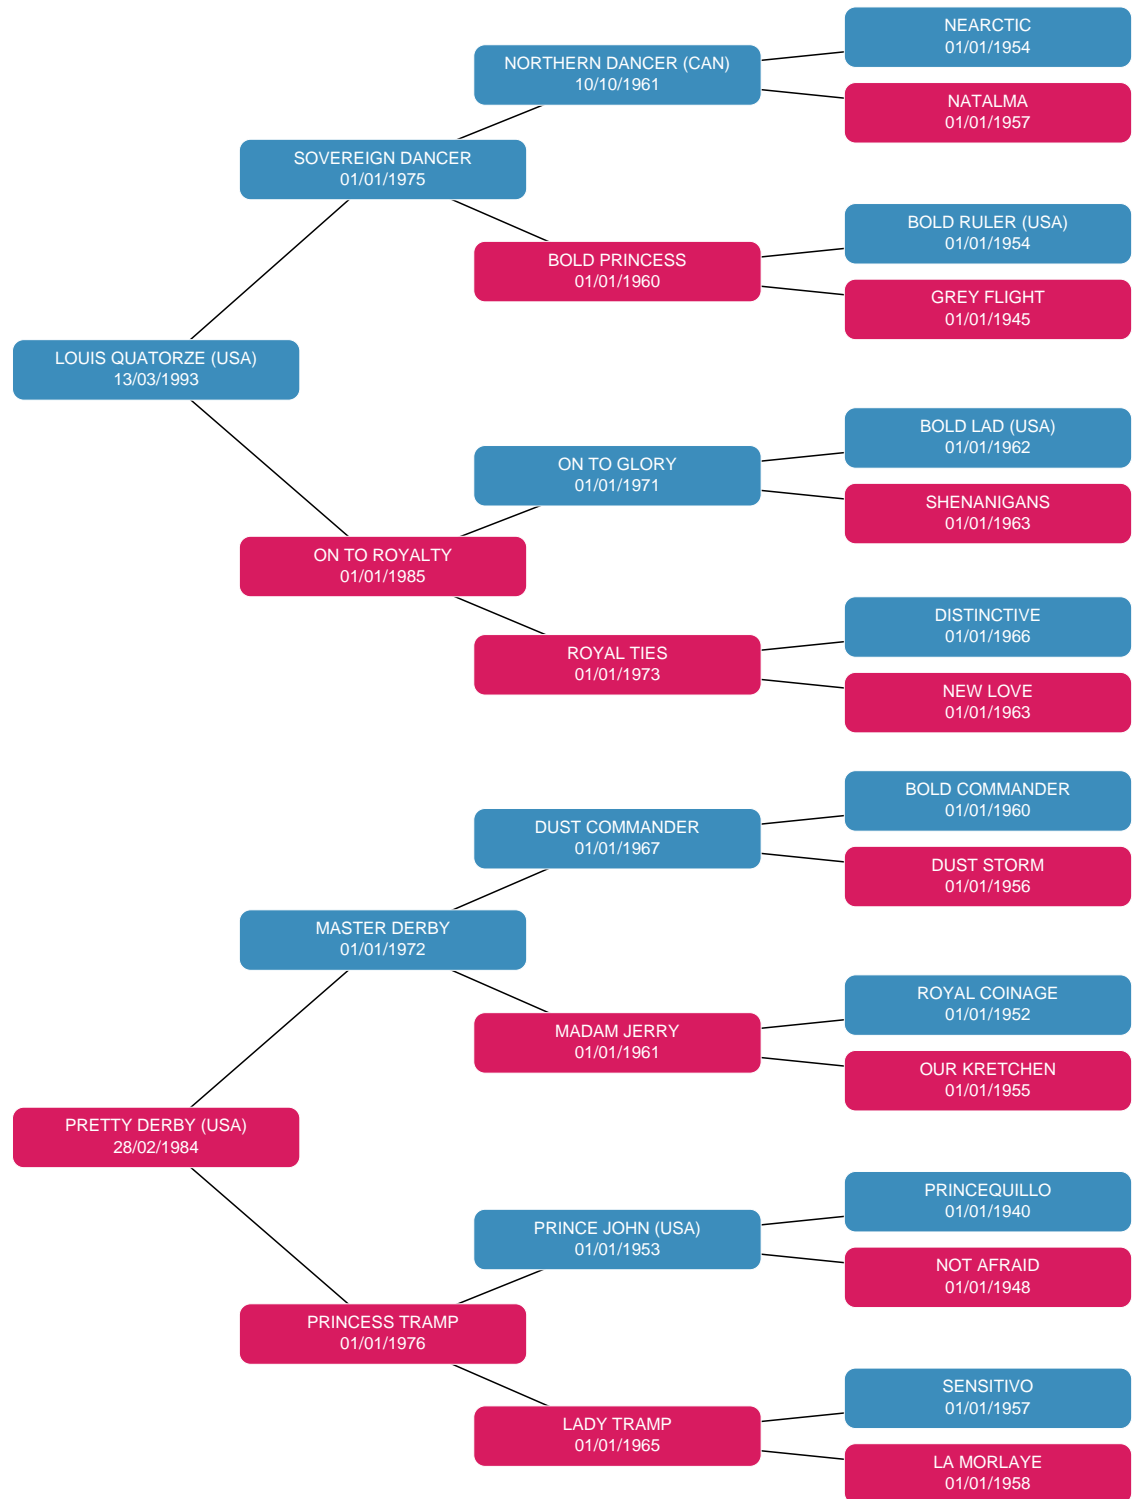 NEARCTIC
01/01/1954
NORTHERN DANCER (CAN)
10/10/1961
NATALMA
01/01/1957
SOVEREIGN DANCER
01/01/1975
BOLD RULER (USA)
01/01/1954
BOLD PRINCESS
01/01/1960
GREY FLIGHT
01/01/1945
LOUIS QUATORZE (USA)
13/03/1993
BOLD LAD (USA)
01/01/1962
ON TO GLORY
01/01/1971
SHENANIGANS
01/01/1963
ON TO ROYALTY
01/01/1985
DISTINCTIVE
01/01/1966
ROYAL TIES
01/01/1973
NEW LOVE
01/01/1963
BOLD COMMANDER
01/01/1960
DUST COMMANDER
01/01/1967
DUST STORM
01/01/1956
MASTER DERBY
01/01/1972
ROYAL COINAGE
01/01/1952
MADAM JERRY
01/01/1961
OUR KRETCHEN
01/01/1955
PRETTY DERBY (USA)
28/02/1984
PRINCEQUILLO
01/01/1940
PRINCE JOHN (USA)
01/01/1953
NOT AFRAID
01/01/1948
PRINCESS TRAMP
01/01/1976
SENSITIVO
01/01/1957
LADY TRAMP
01/01/1965
LA MORLAYE
01/01/1958